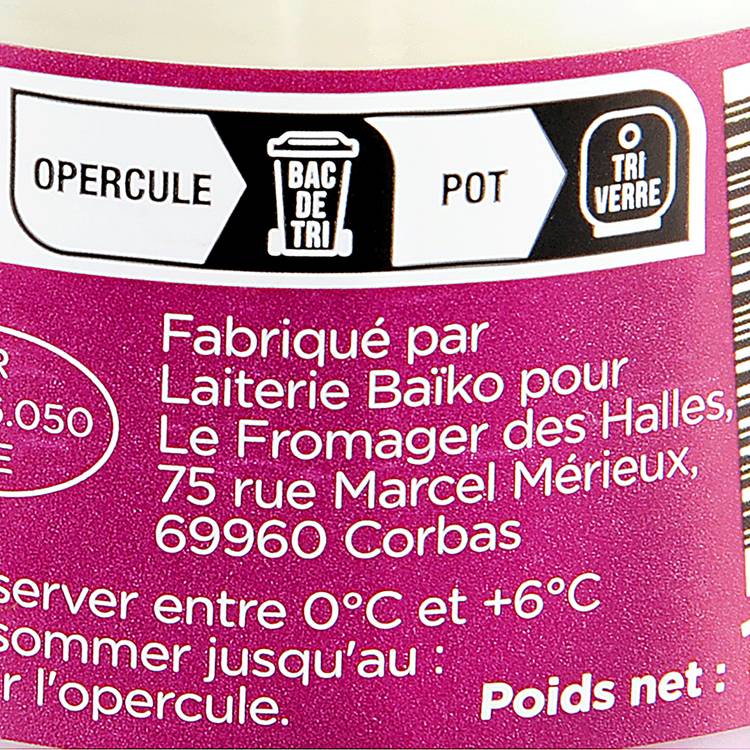 OPERCULE
BAC
DE
TRI
POT
TRI
VERRE
Fabriqué par
Laiterie Baïko pour
Le Fromager des Halles,
75 rue Marcel Mérieux,
69960 Corbas
.050
server entre 0°C et +6°C
sommer jusqu'au :
r l'opercule.
Poids net :